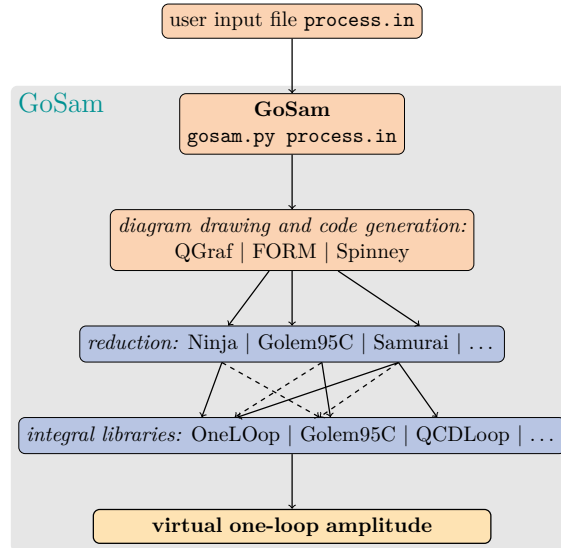 user input file process.in
GoSam
GoSam
gosam.py process.in
diagram drawing and code generation:
QGraf | FORM | Spinney
reduction: Ninja | Golem95C | Samurai | ...
integral libraries: OneLOop | Golem95C | QCDLoop | ...
virtual one-loop amplitude